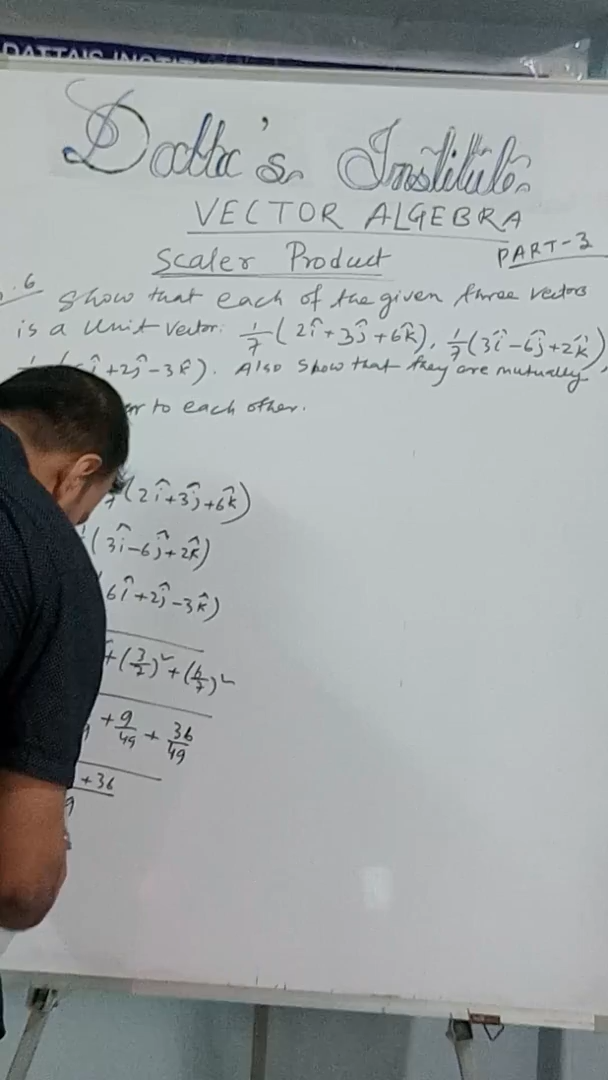 DATTA'S INSTIT
Datta's Institute.
VECTOR ALGEBRA
Scaler Product
PART-3
.6 Show that each of the given three vectors
is a Unit Vector: 1/7(2î+3ĵ+6k̂), 1/7(3î-6ĵ+2k̂),
î+2ĵ-3k̂). Also Show that they are mutually
to each other.
(2î+3ĵ+6k̂)
(3î-6ĵ+2k̂)
6î+2ĵ-3k̂)
+(3/7)²+(6/7)²
+9/49+36/49
+36
9